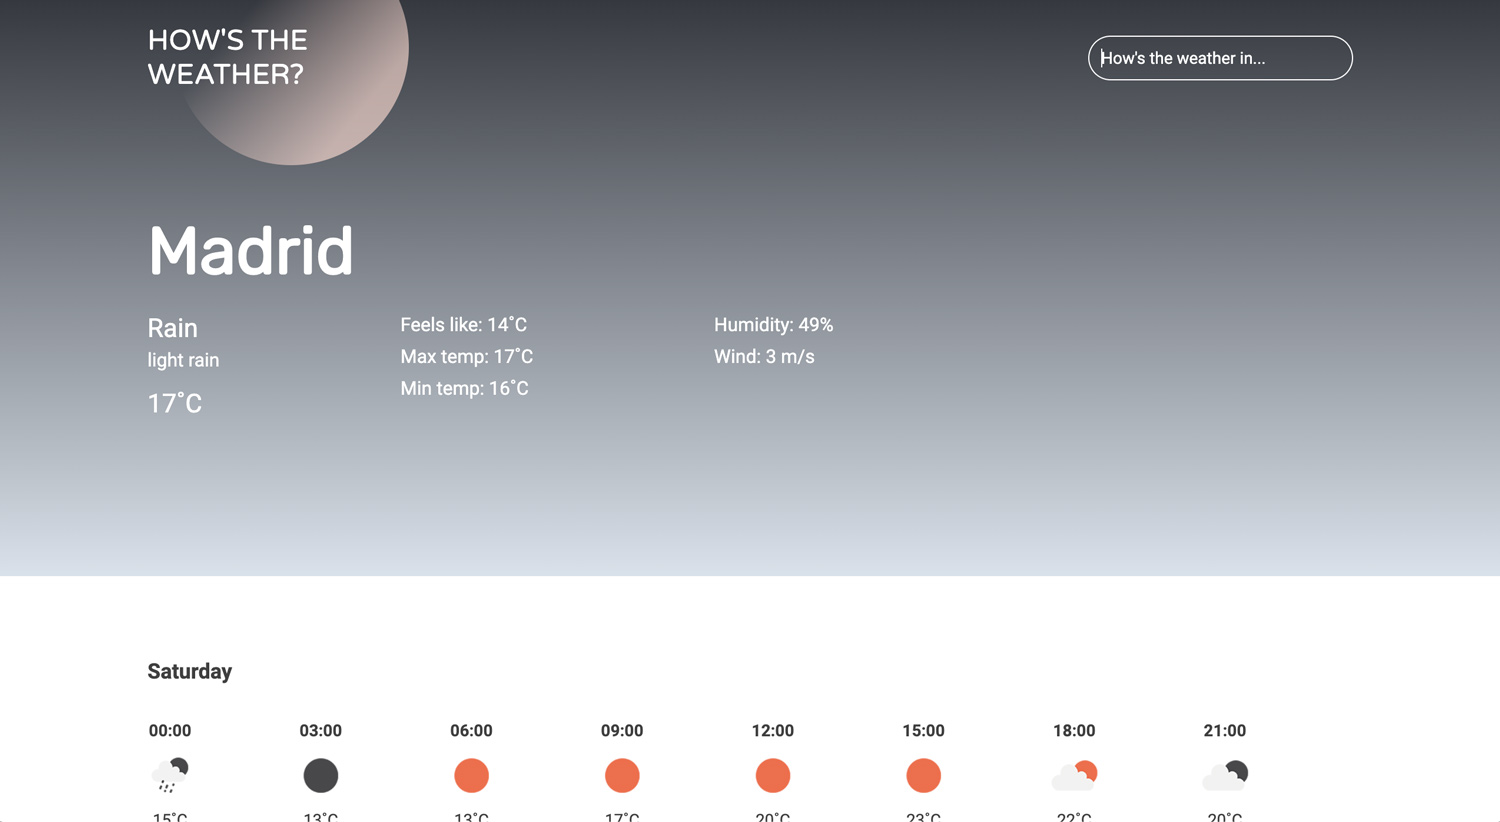 HOW'S THE
WEATHER?
How's the weather in...
Madrid
Rain
light rain
17˚C
Feels like: 14˚C
Max temp: 17˚C
Min temp: 16˚C
Humidity: 49%
Wind: 3 m/s
Saturday
00:00 03:00 06:00 09:00 12:00 15:00 18:00 21:00
15˚C 13˚C 13˚C 17˚C 20˚C 23˚C 22˚C 20˚C